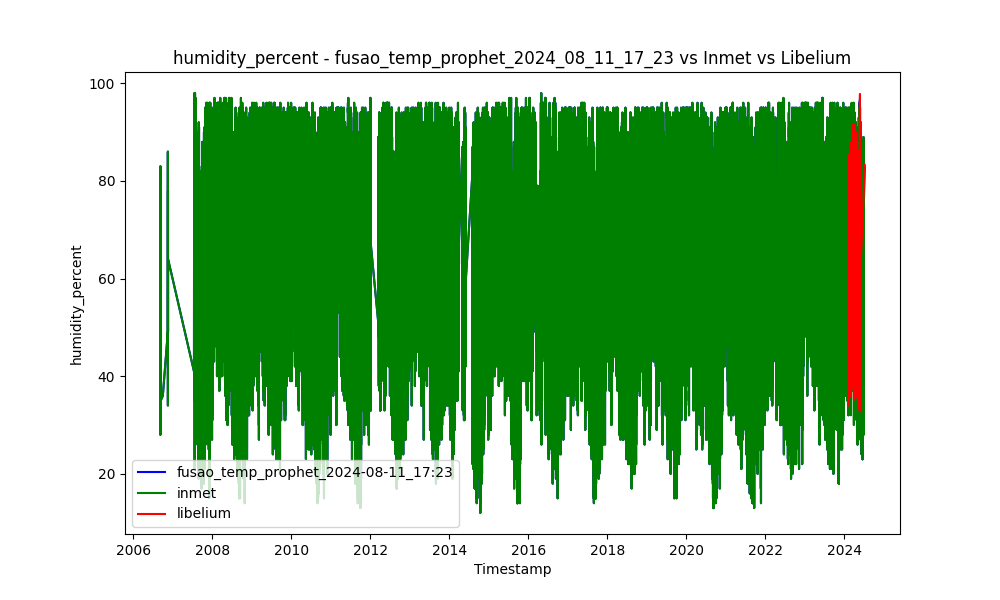 humidity_percent - fusao_temp_prophet_2024_08_11_17_23 vs Inmet vs Libelium
humidity_percent
100
80
60
40
20
fusao_temp_prophet_2024-08-11_17:23
inmet
libelium
2006 2008 2010 2012 2014 2016 2018 2020 2022 2024
Timestamp